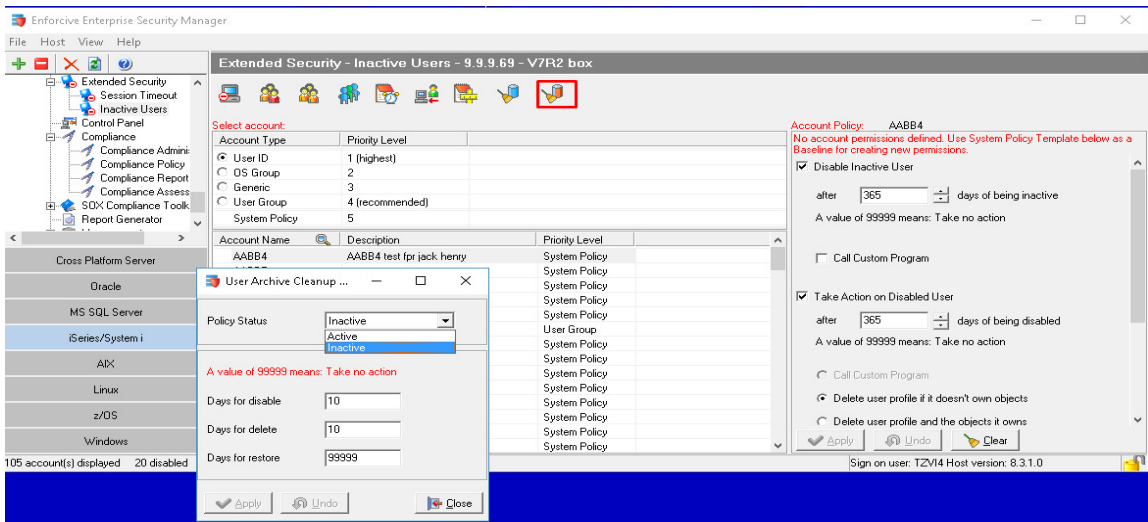 Enforcive Enterprise Security Manager
File Host View Help
Extended Security - Inactive Users - 9.9.9.69 - V7R2 box
Extended Security
Session Timeout
Inactive Users
Control Panel
Compliance
Compliance Adminis
Compliance Policy
Compliance Report
Compliance Assess
SOX Compliance Toolk
Report Generator
Cross Platform Server
Oracle
MS SQL Server
iSeries/System i
AIX
Linux
z/OS
Windows
Select account:
Account Type Priority Level
User ID 1 (highest)
OS Group 2
Generic 3
User Group 4 (recommended)
System Policy 5
Account Name Description Priority Level
AABB4 AABB4 test fpr jack henry System Policy
System Policy
System Policy
System Policy
System Policy
User Group
System Policy
System Policy
System Policy
System Policy
System Policy
System Policy
System Policy
System Policy
User Archive Cleanup ...
Policy Status Inactive
Active
Inactive
A value of 99999 means: Take no action
Days for disable 10
Days for delete 10
Days for restore 99999
Apply Undo Close
Account Policy: AABB4
No account permissions defined. Use System Policy Template below as a
Baseline for creating new permissions.
Disable Inactive User
after 365 days of being inactive
A value of 99999 means: Take no action
Call Custom Program
Take Action on Disabled User
after 365 days of being disabled
A value of 99999 means: Take no action
Call Custom Program
Delete user profile if it doesn't own objects
Delete user profile and the objects it owns
Apply Undo Clear
105 account(s) displayed 20 disabled
Sign on user: TZVI4 Host version: 8.3.1.0